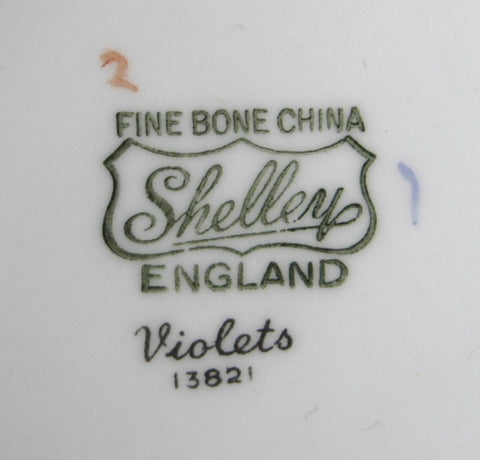 2
FINE BONE CHINA
Shelley
ENGLAND
Violets
13821